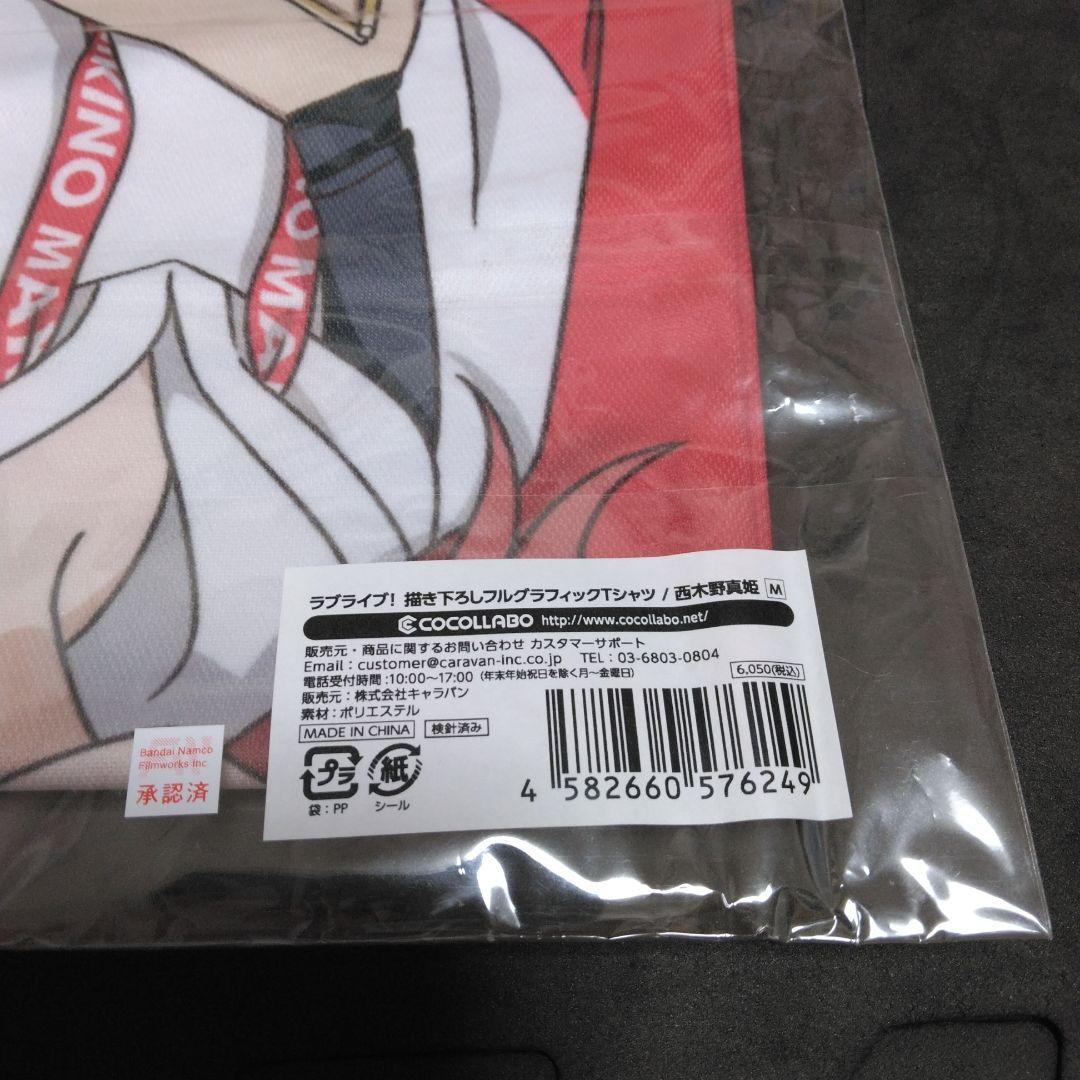 KINO MAK
NO MA
ラブライブ! 描き下ろしフルグラフィックTシャツ / 西木野真姫 M
COCOLLABO http://www.cocollabo.net/
販売元・商品に関するお問い合わせ カスタマーサポート
Email : customer@caravan-inc.co.jp TEL : 03-6803-0804
電話受付時間 :10:00～17:00 (年末年始祝日を除く月～金曜日)
6,050(税込)
販売元 : 株式会社キャラバン
素材 : ポリエステル
MADE IN CHINA 検針済み
プラ 紙
袋 : PP シール
4 582660 576249
Bandai Namco
Filmworks Inc
承認済